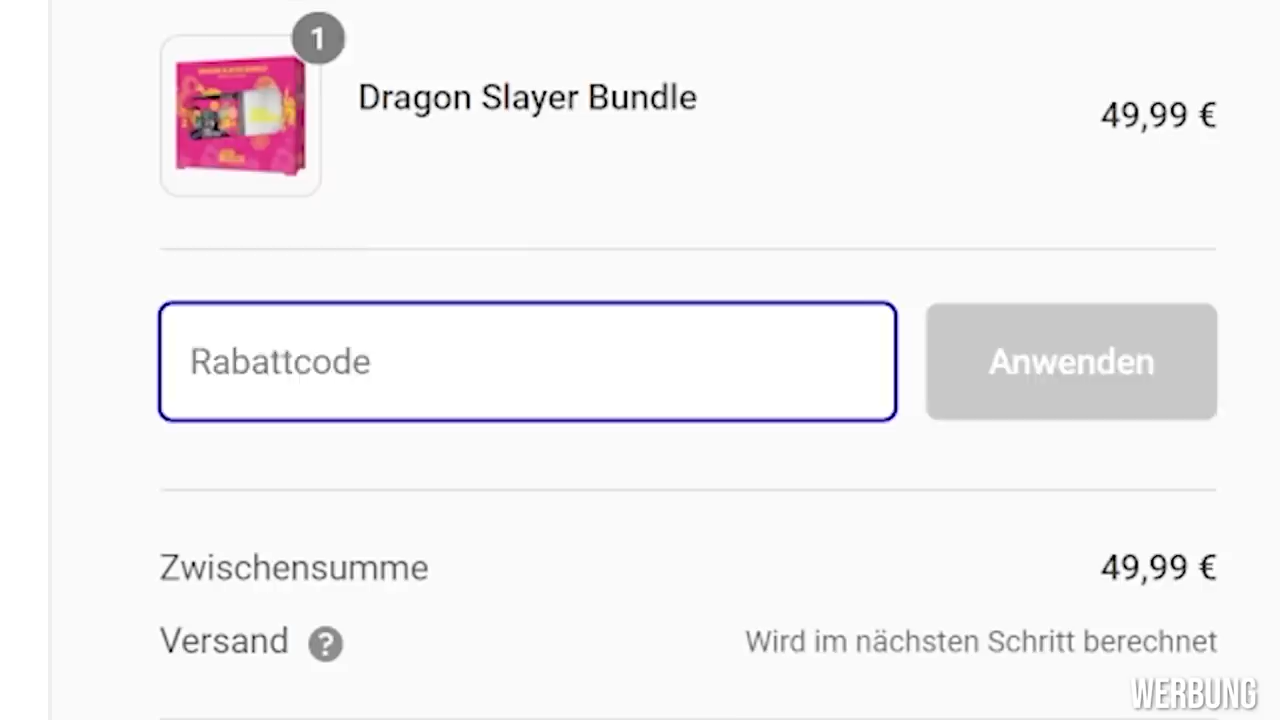 1
Dragon Slayer Bundle
49,99 €
Rabattcode
Anwenden
Zwischensumme
49,99 €
Versand ?
Wird im nächsten Schritt berechnet
WERBUNG